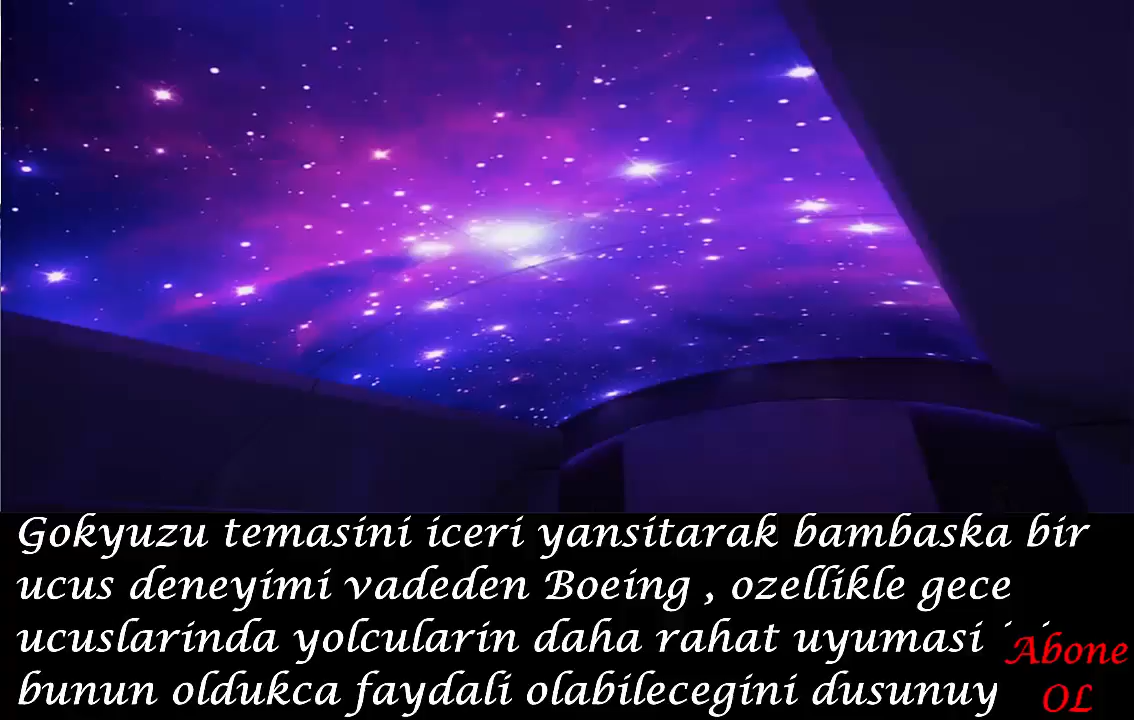 Gokyuzu temasini iceri yansitarak bambaska bir
ucus deneyimi vadeden Boeing , ozellikle gece
ucuslarinda yolcularin daha rahat uyumasi
bunun oldukca faydali olabilecegini dusunuy
Abone
OL